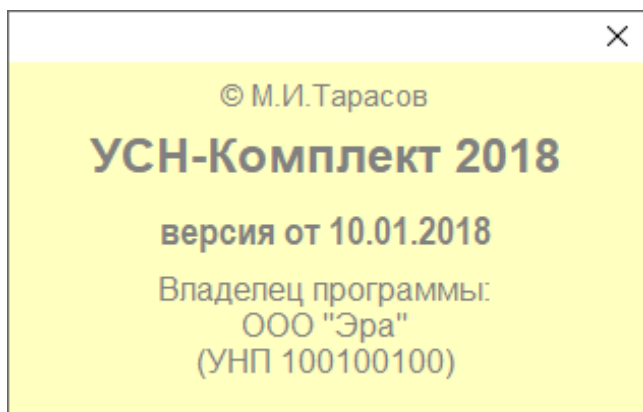 © М.И.Тарасов
УСН-Комплект 2018
версия от 10.01.2018
Владелец программы:
ООО "Эра"
(УНП 100100100)